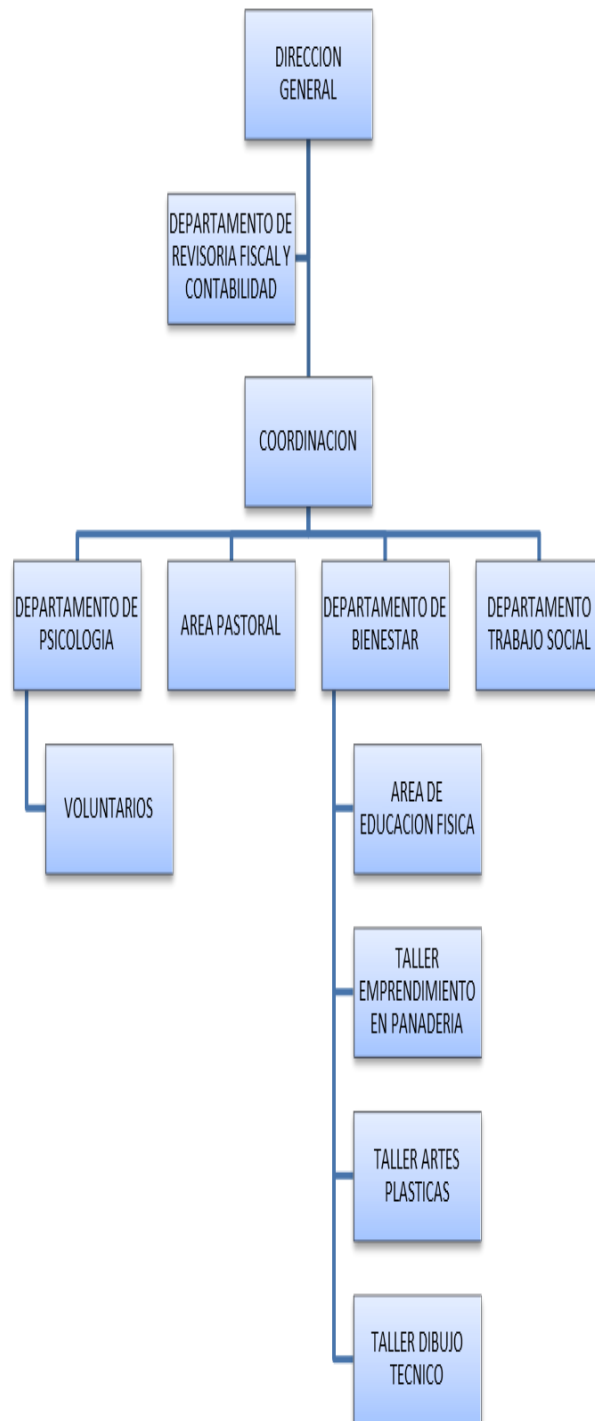 DIRECCION
GENERAL
DEPARTAMENTO DE
REVISORIA FISCAL Y
CONTABILIDAD
COORDINACION
DEPARTAMENTO DE
PSICOLOGIA
AREA PASTORAL
DEPARTAMENTO DE
BIENESTAR
DEPARTAMENTO
TRABAJO SOCIAL
VOLUNTARIOS
AREA DE
EDUCACION FISICA
TALLER
EMPRENDIMIENTO
EN PANADERIA
TALLER ARTES
PLASTICAS
TALLER DIBUJO
TECNICO